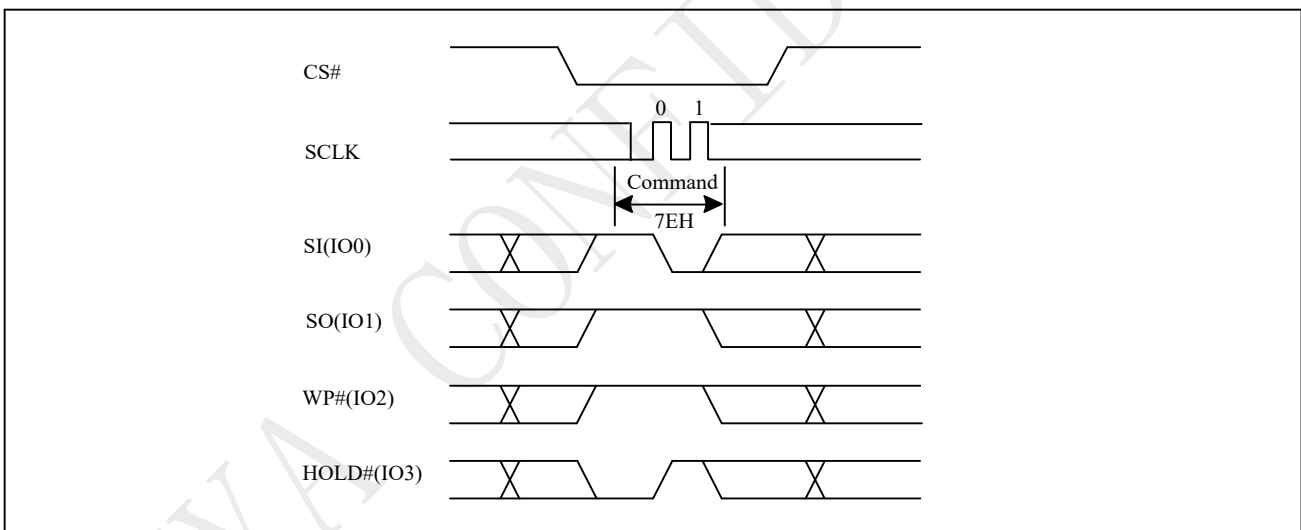 CS#
0 1
SCLK
Command
7EH
SI(IO0)
SO(IO1)
WP#(IO2)
HOLD#(IO3)